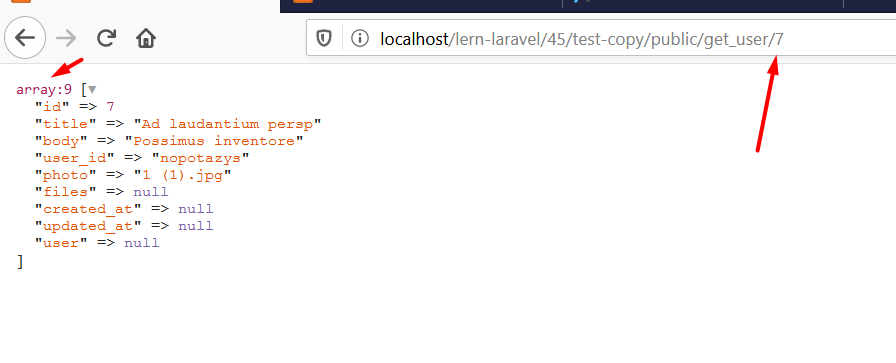 localhost/lern-laravel/45/test-copy/public/get_user/7
array:9 [▼
"id" => 7
"title" => "Ad laudantium persp"
"body" => "Possimus inventore"
"user_id" => "nopotazys"
"photo" => "1 (1).jpg"
"files" => null
"created_at" => null
"updated_at" => null
"user" => null
]